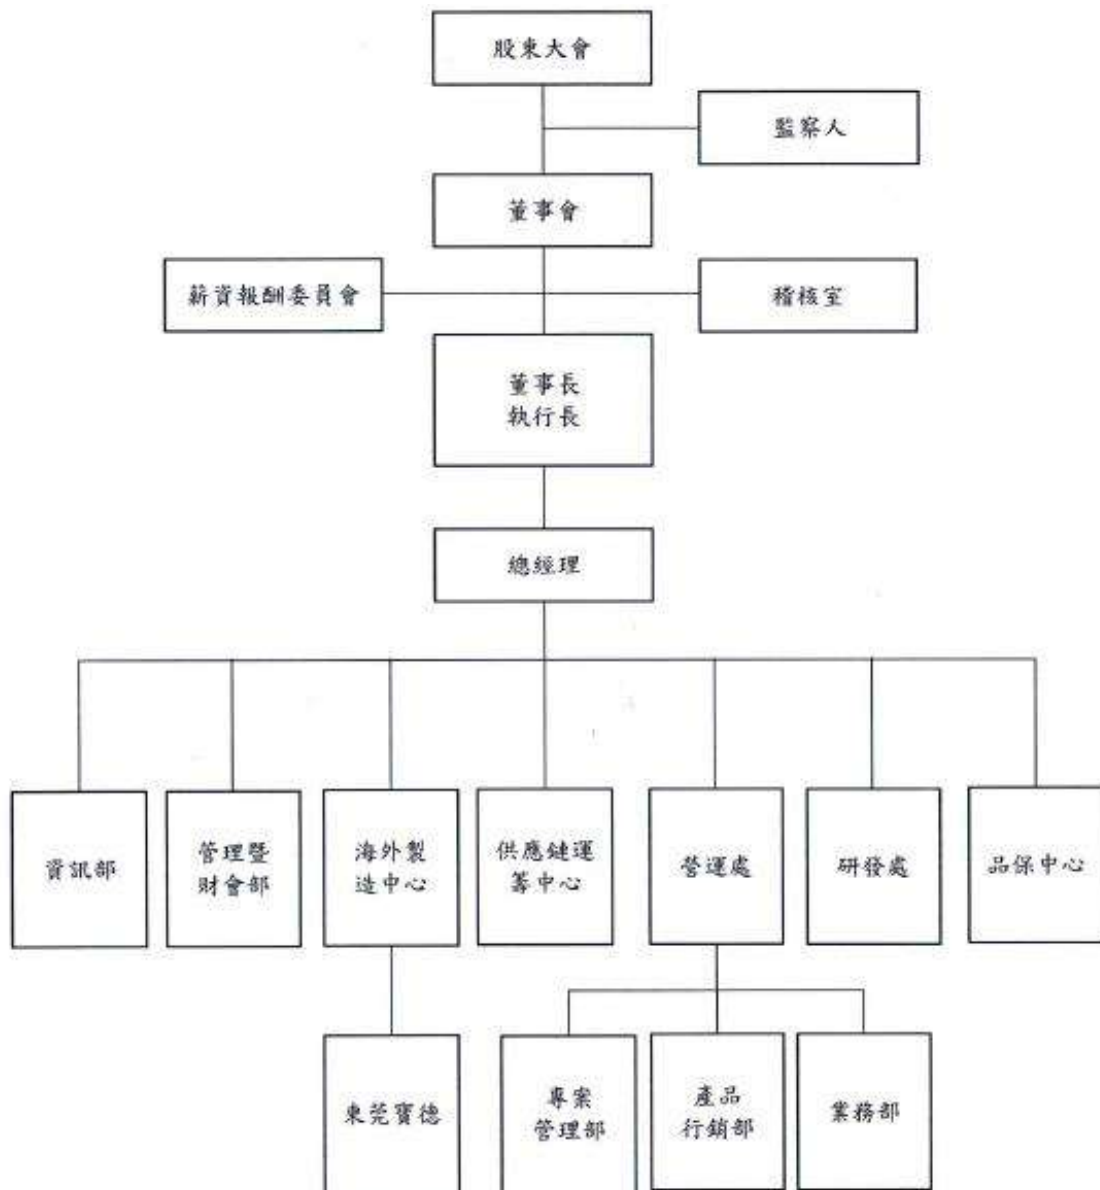 股東大會
監察人
董事會
薪資報酬委員會
稽核室
董事長
執行長
總經理
資訊部
管理暨
財會部
海外製
造中心
供應鏈運
籌中心
營運處
研發處
品保中心
東莞寶德
專案
管理部
產品
行銷部
業務部